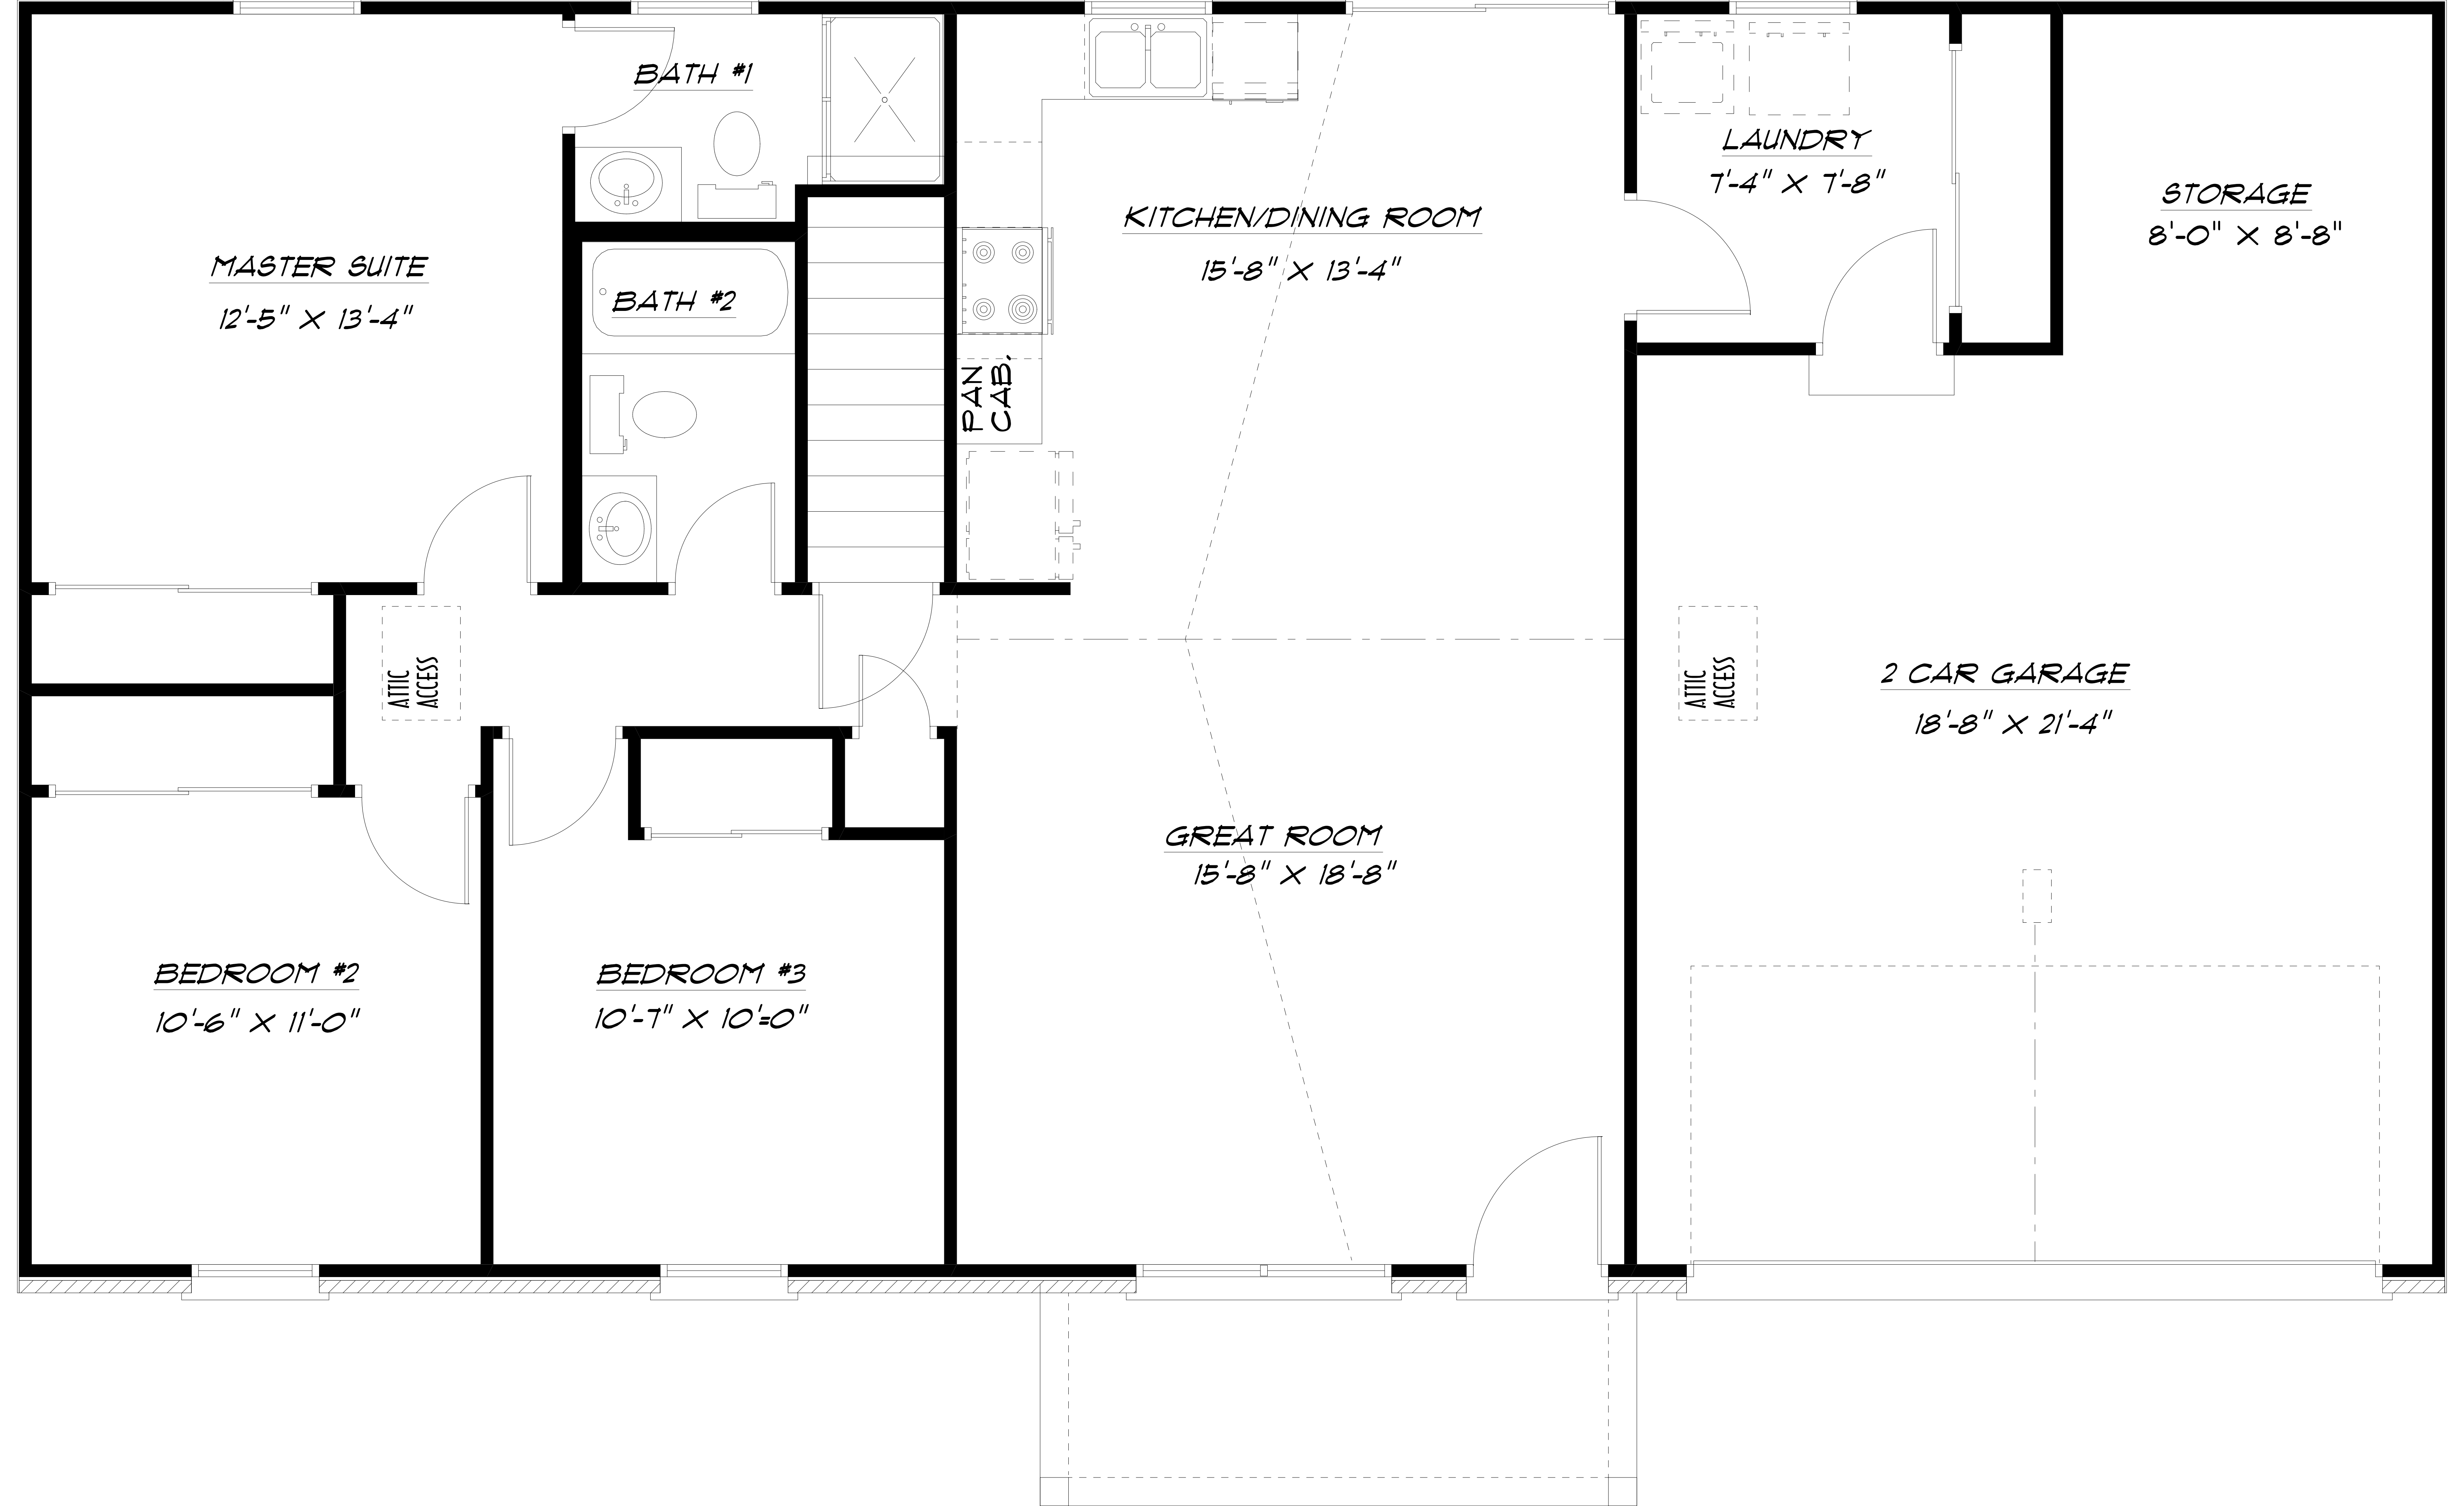 BATH #1
MASTER SUITE
12'-5" X 13'-4"
BATH #2
KITCHEN/DINING ROOM
15'-8" X 13'-4"
PAN
CAB.
LAUNDRY
7'-4" X 7'-8"
STORAGE
8'-0" X 8'-8"
ATTIC
ACCESS
ATTIC
ACCESS
2 CAR GARAGE
18'-8" X 21'-4"
GREAT ROOM
15'-8" X 18'-8"
BEDROOM #2
10'-6" X 11'-0"
BEDROOM #3
10'-7" X 10'=0"